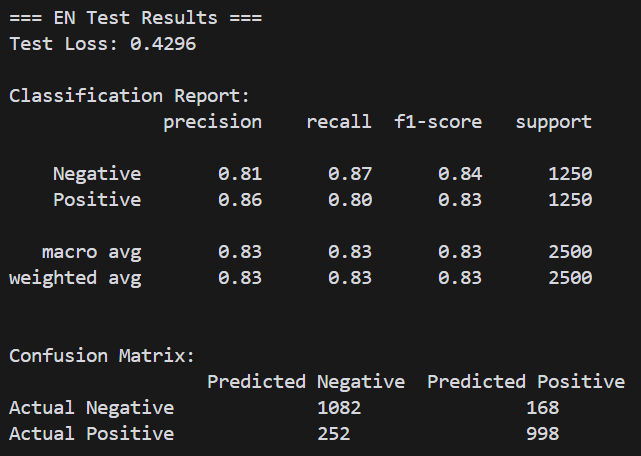 === EN Test Results ===
Test Loss: 0.4296
Classification Report:
precision recall f1-score support
Negative 0.81 0.87 0.84 1250
Positive 0.86 0.80 0.83 1250
macro avg 0.83 0.83 0.83 2500
weighted avg 0.83 0.83 0.83 2500
Confusion Matrix:
Predicted Negative Predicted Positive
Actual Negative 1082 168
Actual Positive 252 998